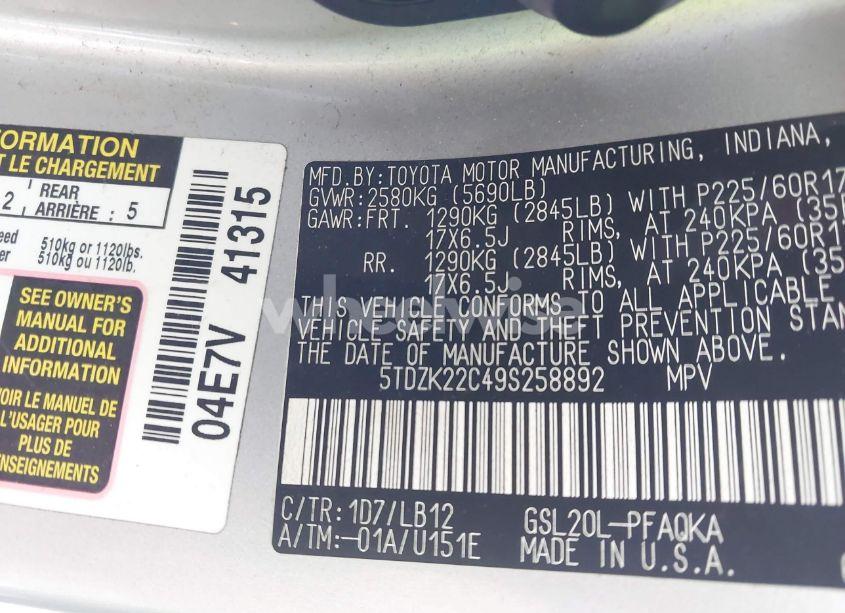 FORMATION
T LE CHARGEMENT
2 REAR ARRIÈRE : 5
510kg or 1120lbs.
510kg ou 1120lb.
SEE OWNER'S
MANUAL FOR
ADDITIONAL
INFORMATION
VOIR LE MANUEL DE
L'USAGER POUR
PLUS DE
RENSEIGNEMENTS
04E7V 41315
MFD.BY:TOYOTA MOTOR MANUFACTURING, INDIANA,
GVWR:2580KG (5690LB)
GAWR:FRT. 1290KG (2845LB) WITH P225/60R17
17X6.5J RIMS, AT 240KPA (35
RR. 1290KG (2845LB) WITH P225/60R1
17X6.5J RIMS, AT 240KPA (35
THIS VEHICLE CONFORMS TO ALL APPLICABLE
VEHICLE SAFETY AND THEFT PREVENTION STAN
THE DATE OF MANUFACTURE SHOWN ABOVE.
5TDZK22C49S258892 MPV
C/TR: 1D7/LB12 GSL20L-PFAQKA
A/TM:-01A/U151E MADE IN U.S.A.
wheelwise